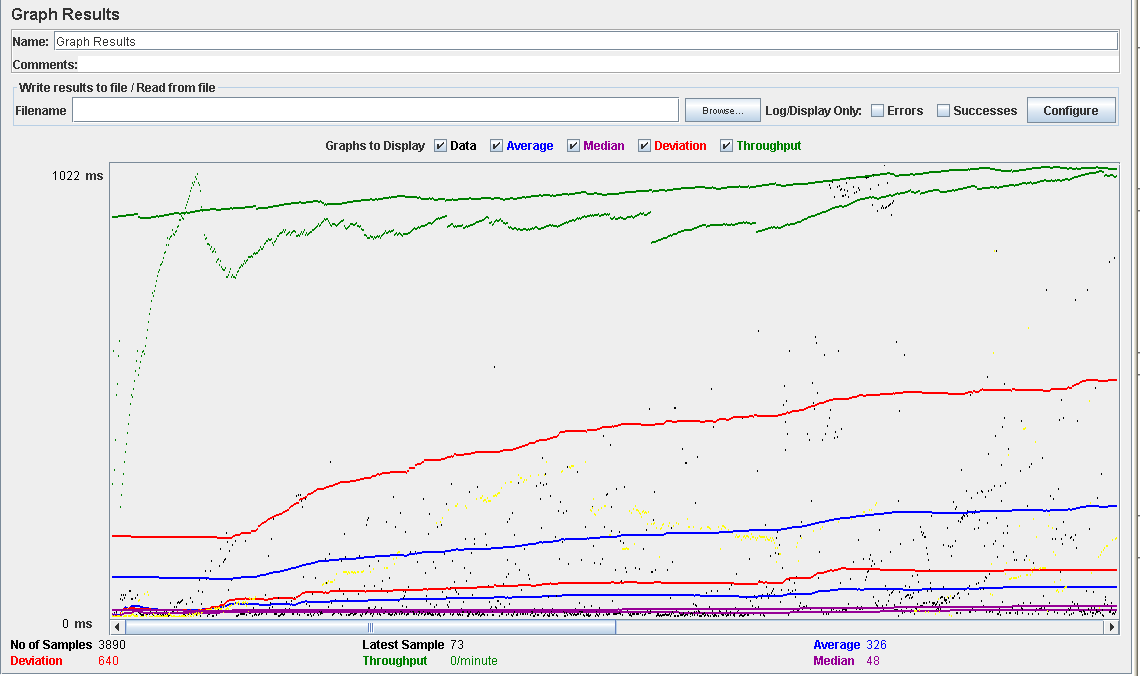 Graph Results
Name: Graph Results
Comments:
Write results to file / Read from file
Filename Browse... Log/Display Only: Errors Successes Configure
Graphs to Display Data Average Median Deviation Throughput
1022 ms
0 ms
No of Samples 3890 Latest Sample 73 Average 326
Deviation 640 Throughput 0/minute Median 48